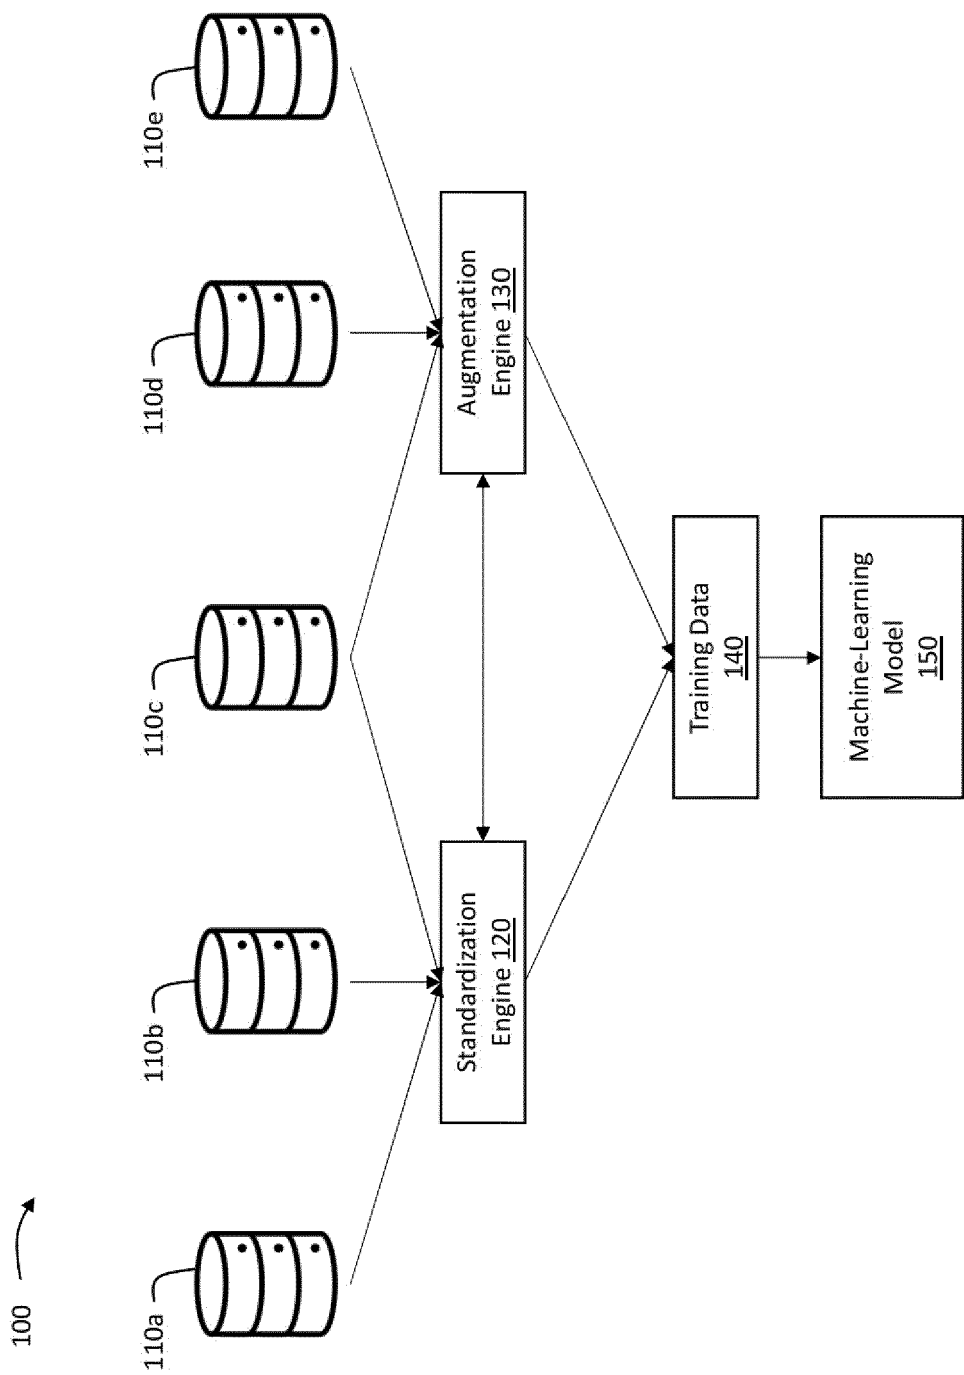 100
110a
110b
110c
110d
110e
Standardization
Engine 120
Augmentation
Engine 130
Training Data
140
Machine-Learning
Model
150